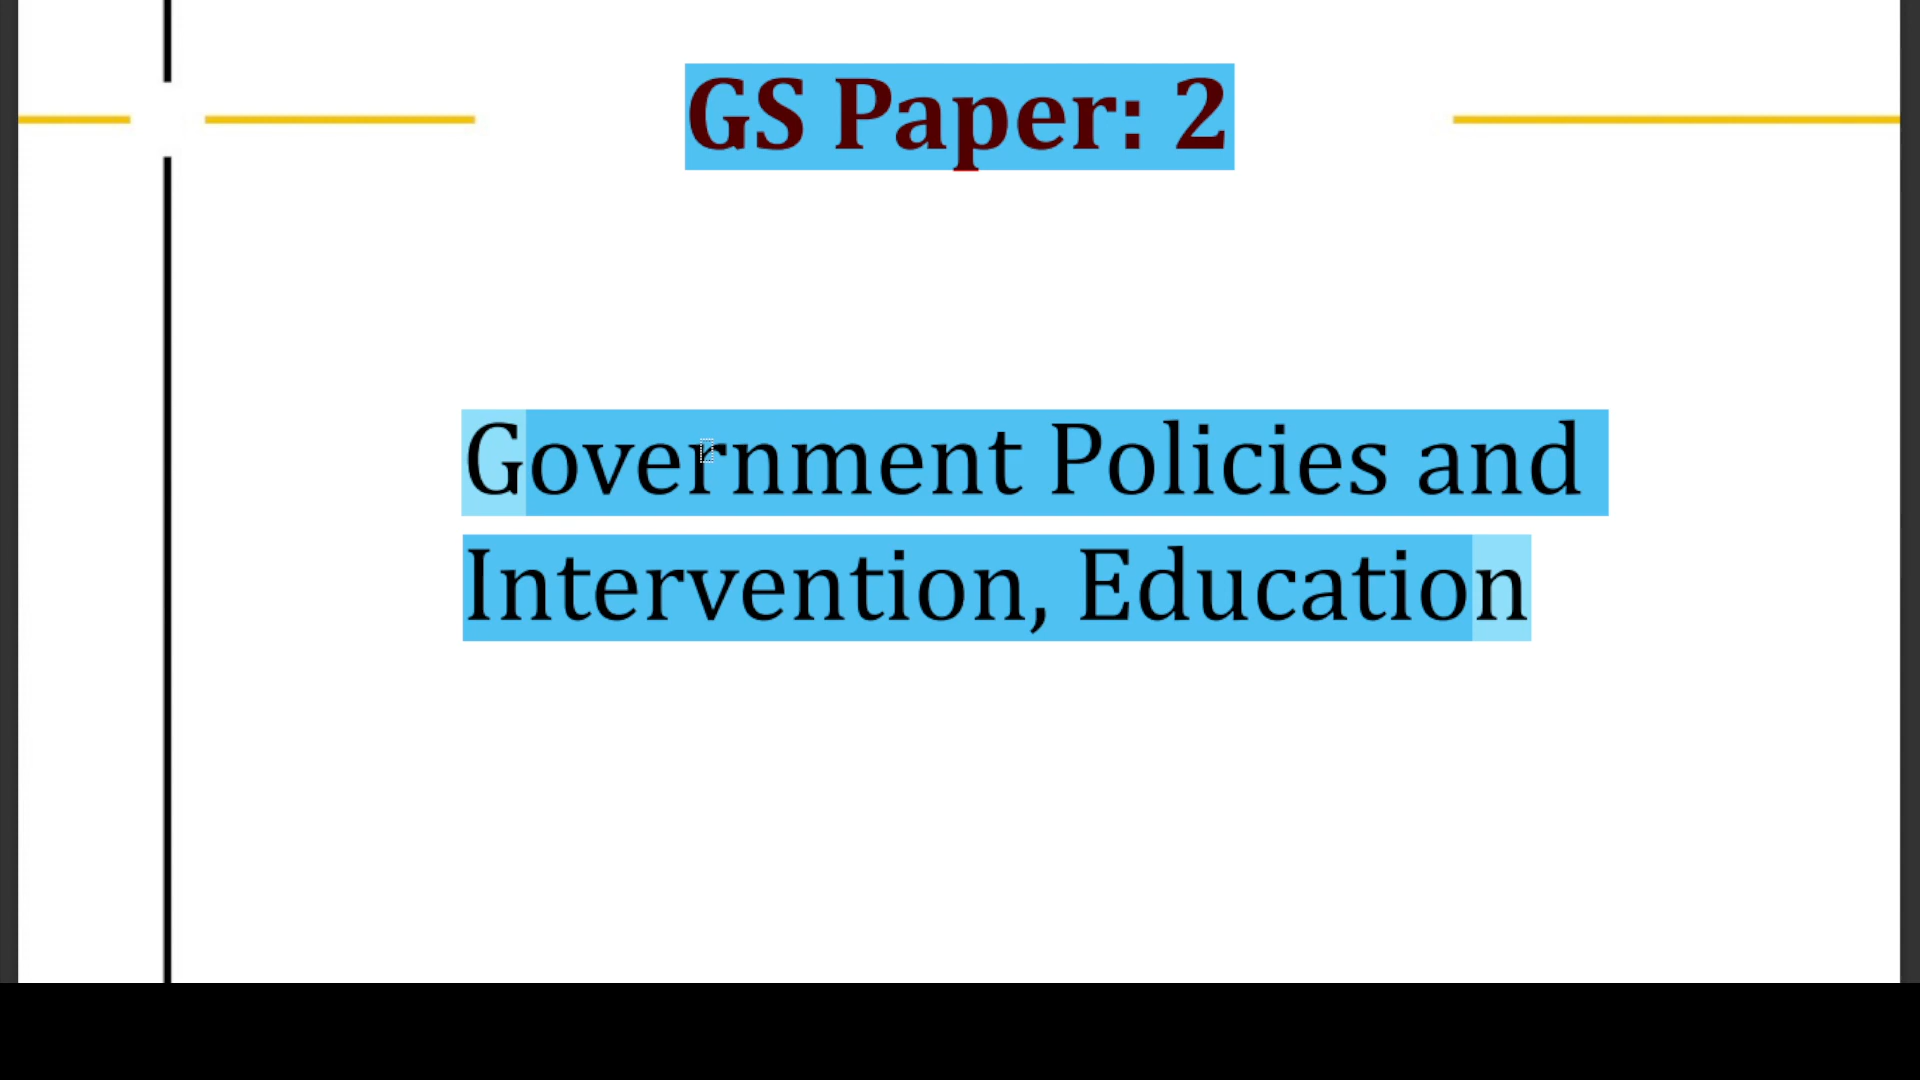 GS Paper: 2
Government Policies and
Intervention, Education